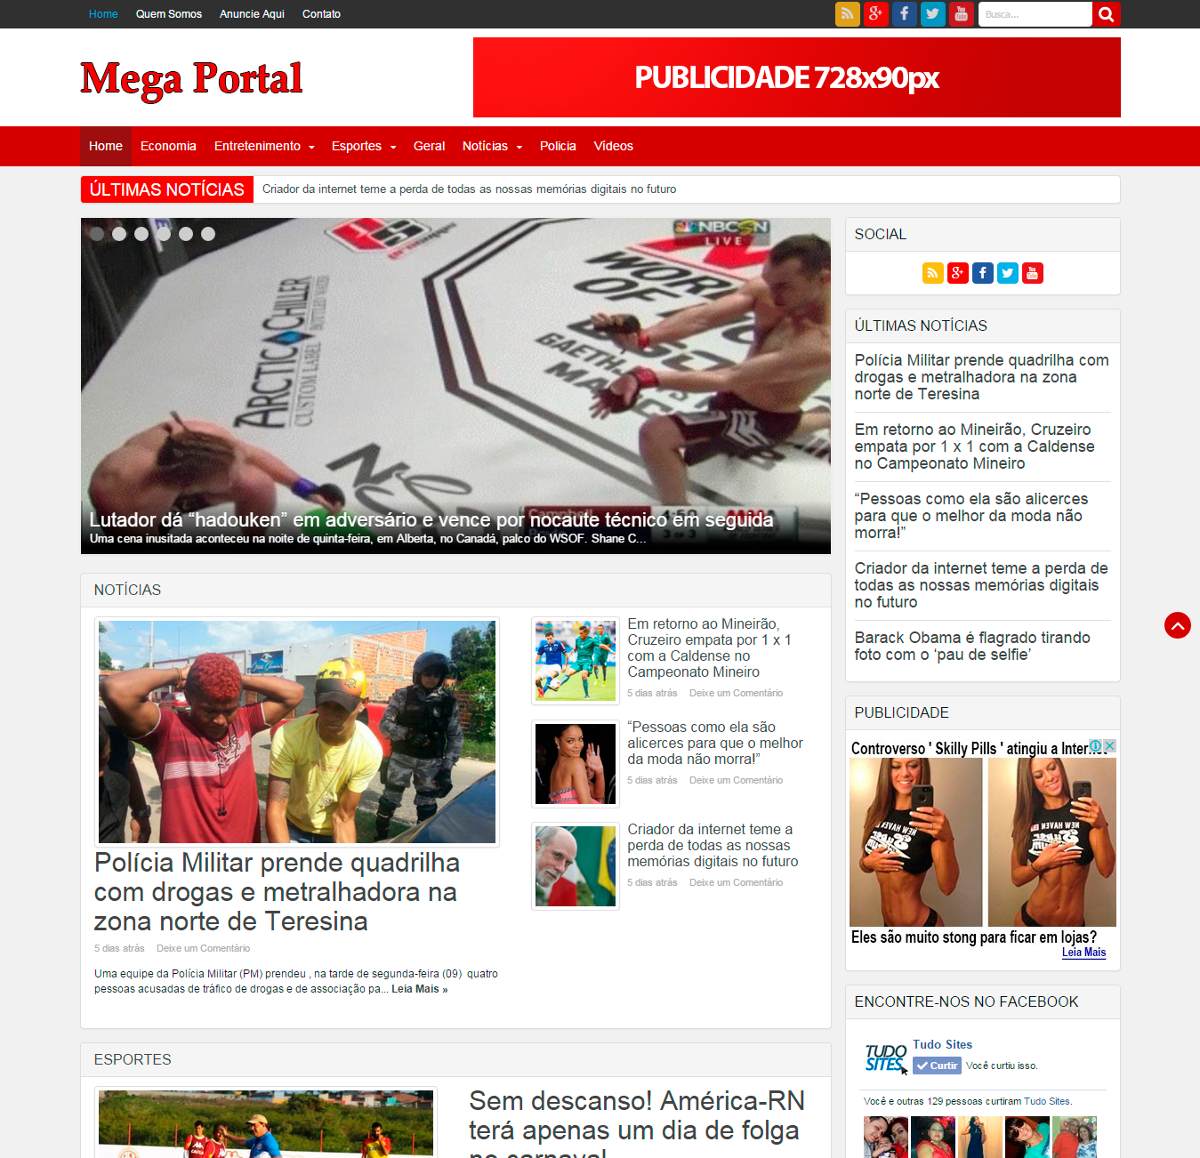 Home Quem Somos Anuncie Aqui Contato
Busca...
Mega Portal
PUBLICIDADE 728x90px
Home Economia Entretenimento Esportes Geral Notícias Policia Vídeos
ÚLTIMAS NOTÍCIAS
Criador da internet teme a perda de todas as nossas memórias digitais no futuro
NBCSN
LIVE
ARCTIC CHILLER
CUSTOM LABEL
WORLD
OF
Lutador dá “hadouken” em adversário e vence por nocaute técnico em seguida
Uma cena inusitada aconteceu na noite de quinta-feira, em Alberta, no Canadá, palco do WSOF. Shane C...
NOTÍCIAS
Polícia Militar prende quadrilha
com drogas e metralhadora na
zona norte de Teresina
5 dias atrás Deixe um Comentário
Uma equipe da Polícia Militar (PM) prendeu , na tarde de segunda-feira (09) quatro
pessoas acusadas de tráfico de drogas e de associação pa... Leia Mais »
Em retorno ao Mineirão,
Cruzeiro empata por 1 x 1
com a Caldense no
Campeonato Mineiro
5 dias atrás Deixe um Comentário
“Pessoas como ela são
alicerces para que o melhor
da moda não morra!”
5 dias atrás Deixe um Comentário
Criador da internet teme a
perda de todas as nossas
memórias digitais no futuro
5 dias atrás Deixe um Comentário
ESPORTES
Sem descanso! América-RN
terá apenas um dia de folga
no carnaval
SOCIAL
ÚLTIMAS NOTÍCIAS
Polícia Militar prende quadrilha com
drogas e metralhadora na zona
norte de Teresina
Em retorno ao Mineirão, Cruzeiro
empata por 1 x 1 com a Caldense
no Campeonato Mineiro
“Pessoas como ela são alicerces
para que o melhor da moda não
morra!”
Criador da internet teme a perda de
todas as nossas memórias digitais
no futuro
Barack Obama é flagrado tirando
foto com o ‘pau de selfie’
PUBLICIDADE
Controverso ' Skilly Pills ' atingiu a Internet
Eles são muito stong para ficar em lojas?
Leia Mais
ENCONTRE-NOS NO FACEBOOK
TUDO
SITES
Tudo Sites
Curtir Você curtiu isso.
Você e outras 129 pessoas curtiram Tudo Sites.